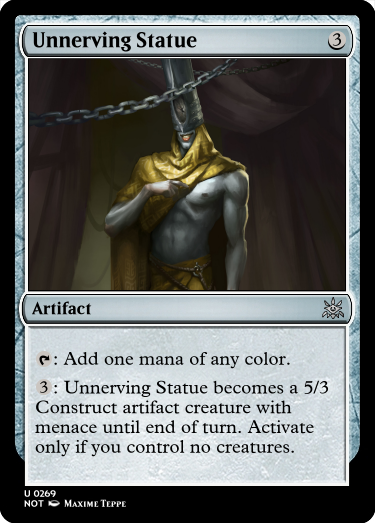 Unnerving Statue 3
Artifact
: Add one mana of any color.
3: Unnerving Statue becomes a 5/3
Construct artifact creature with
menace until end of turn. Activate
only if you control no creatures.
U 0269
NOT Maxime Teppe